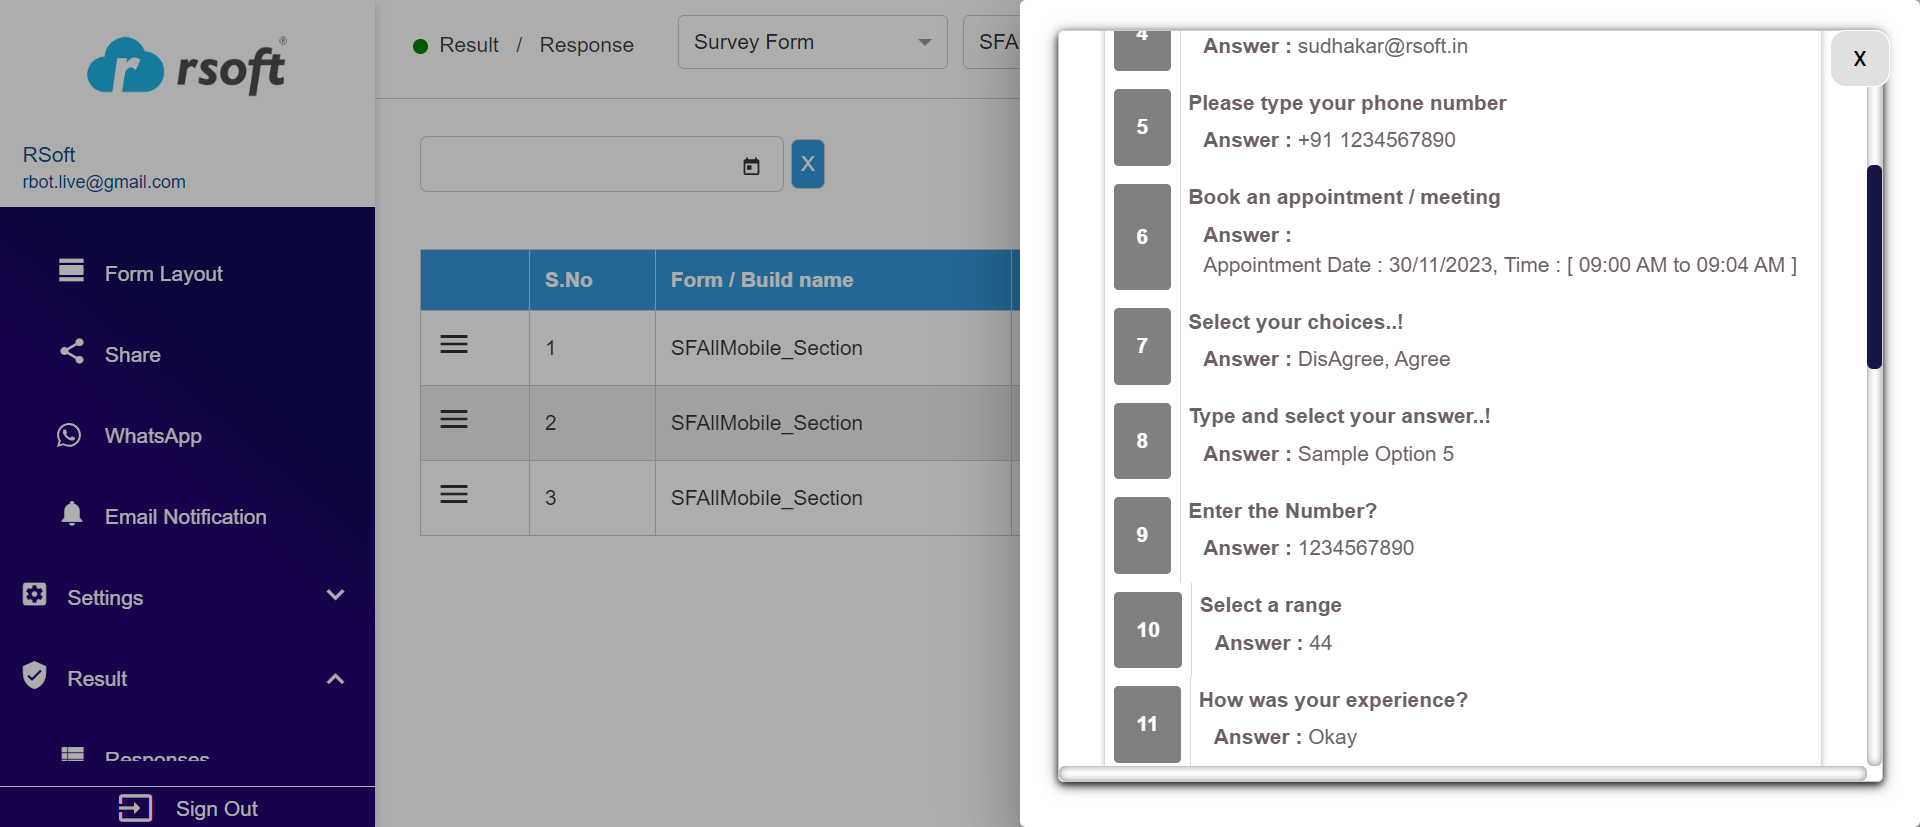 rsoft®
RSoft
rbot.live@gmail.com
Form Layout
Share
WhatsApp
Email Notification
Settings
Result
Responses
Sign Out
Result / Response
Survey Form
SFA
X
S.No Form / Build name
1 SFAllMobile_Section
2 SFAllMobile_Section
3 SFAllMobile_Section
X
4
Answer : sudhakar@rsoft.in
5
Please type your phone number
Answer : +91 1234567890
6
Book an appointment / meeting
Answer :
Appointment Date : 30/11/2023, Time : [ 09:00 AM to 09:04 AM ]
7
Select your choices..!
Answer : DisAgree, Agree
8
Type and select your answer..!
Answer : Sample Option 5
9
Enter the Number?
Answer : 1234567890
10
Select a range
Answer : 44
11
How was your experience?
Answer : Okay